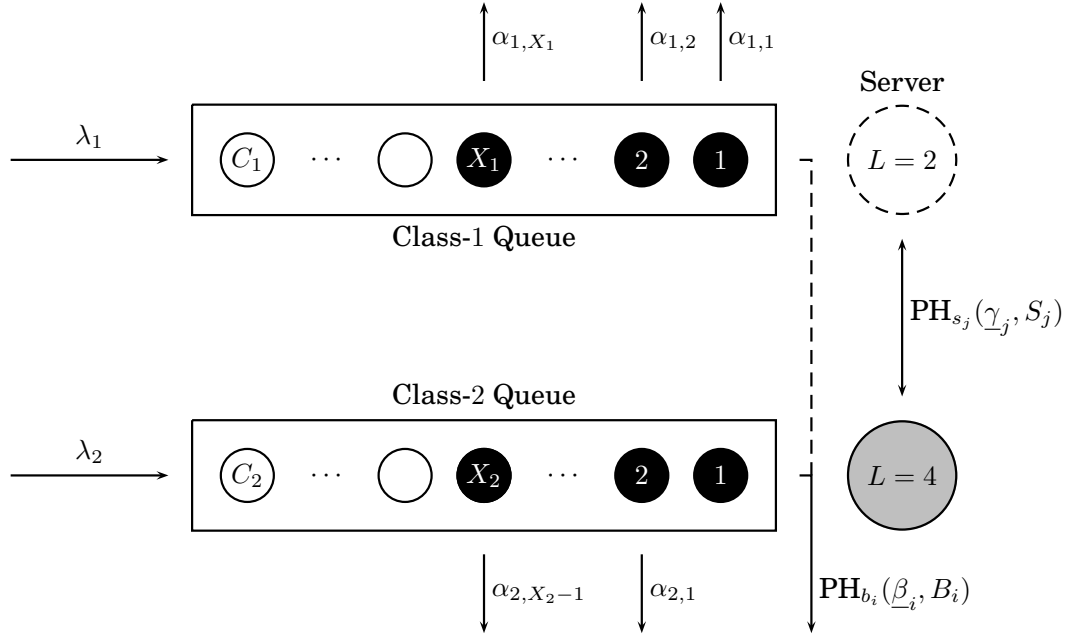 α_{1,X_1} α_{1,2} α_{1,1}
Server
λ_1
C_1 ··· X_1 ··· 2 1 L = 2
Class-1 Queue
PH_{s_j}(γ_j, S_j)
Class-2 Queue
λ_2
C_2 ··· X_2 ··· 2 1 L = 4
α_{2,X_2−1} α_{2,1} PH_{b_i}(β_i, B_i)